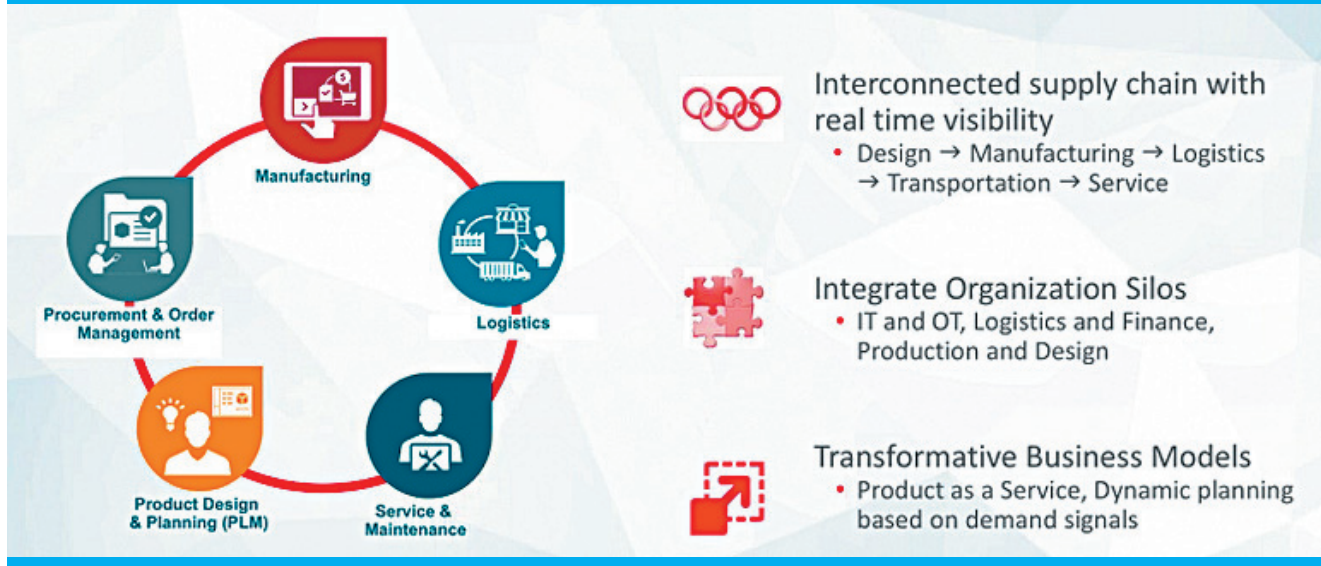 Manufacturing
Procurement & Order
Management
Logistics
Product Design
& Planning (PLM)
Service &
Maintenance
Interconnected supply chain with
real time visibility
• Design → Manufacturing → Logistics
→ Transportation → Service
Integrate Organization Silos
• IT and OT, Logistics and Finance,
Production and Design
Transformative Business Models
• Product as a Service, Dynamic planning
based on demand signals